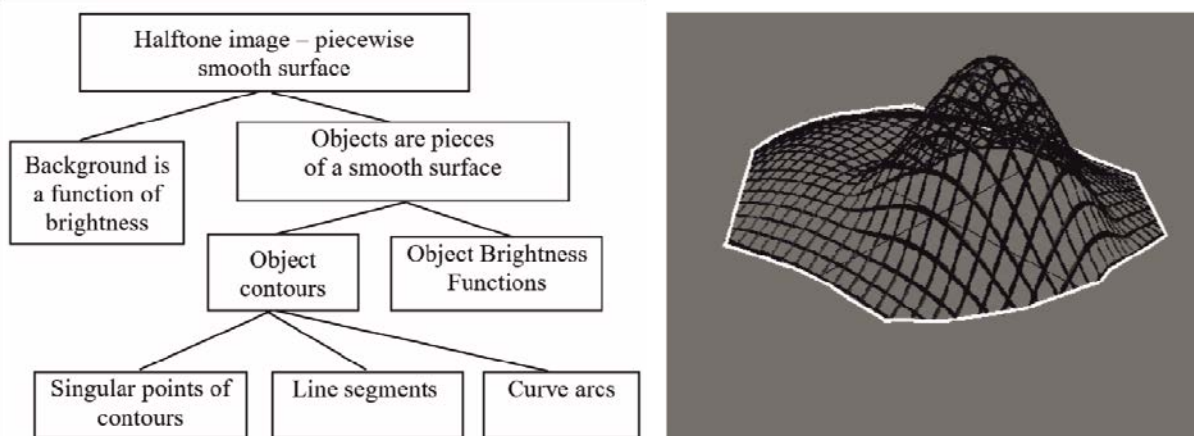 Halftone image – piecewise
smooth surface
Background is
a function of
brightness
Objects are pieces
of a smooth surface
Object
contours
Object Brightness
Functions
Singular points of
contours
Line segments
Curve arcs